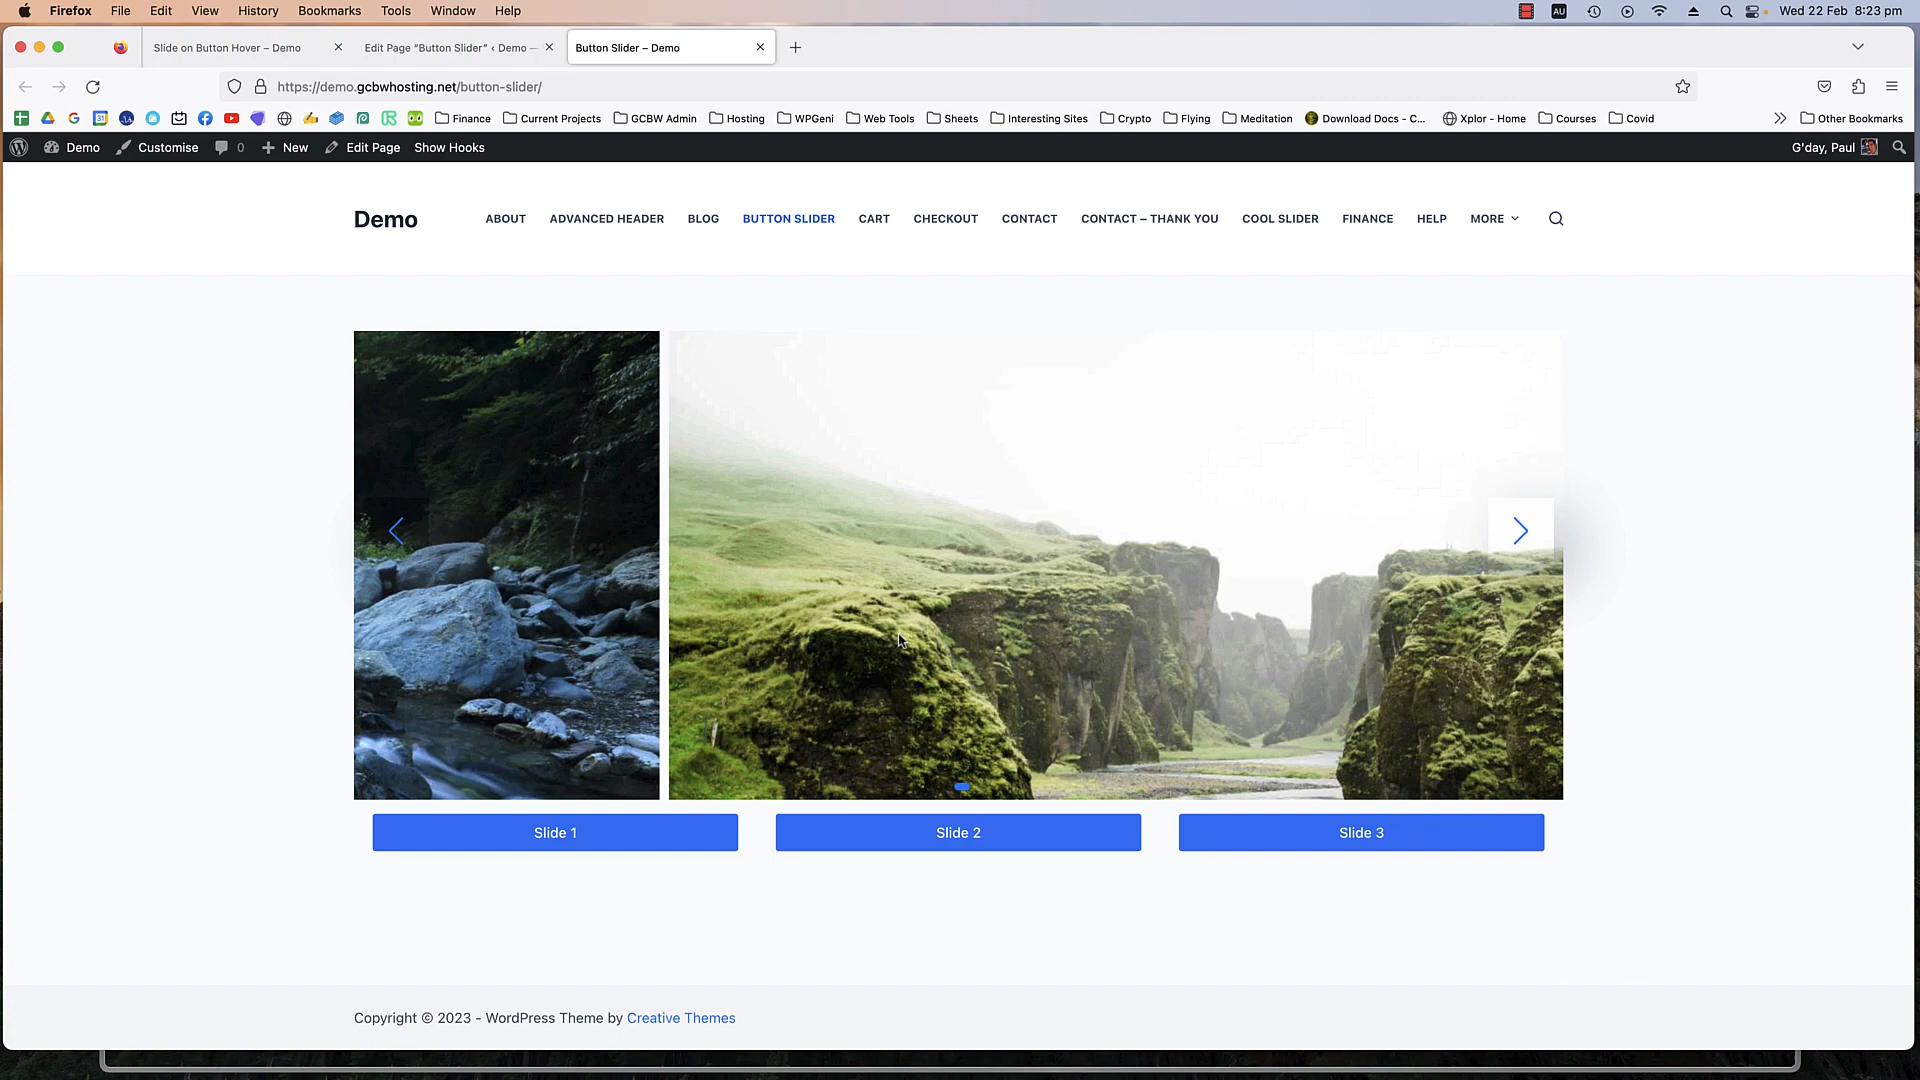 Firefox File Edit View History Bookmarks Tools Window Help AU Wed 22 Feb 8:23 pm
Slide on Button Hover – Demo Edit Page “Button Slider” ‹ Demo — Button Slider – Demo
https://demo.gcbwhosting.net/button-slider/
31 Finance Current Projects GCBW Admin Hosting WPGeni Web Tools Sheets Interesting Sites Crypto Flying Meditation Download Docs - C... Xplor - Home Courses Covid Other Bookmarks
Demo Customise 0 New Edit Page Show Hooks G'day, Paul
Demo ABOUT ADVANCED HEADER BLOG BUTTON SLIDER CART CHECKOUT CONTACT CONTACT – THANK YOU COOL SLIDER FINANCE HELP MORE
Slide 1 Slide 2 Slide 3
Copyright © 2023 - WordPress Theme by Creative Themes